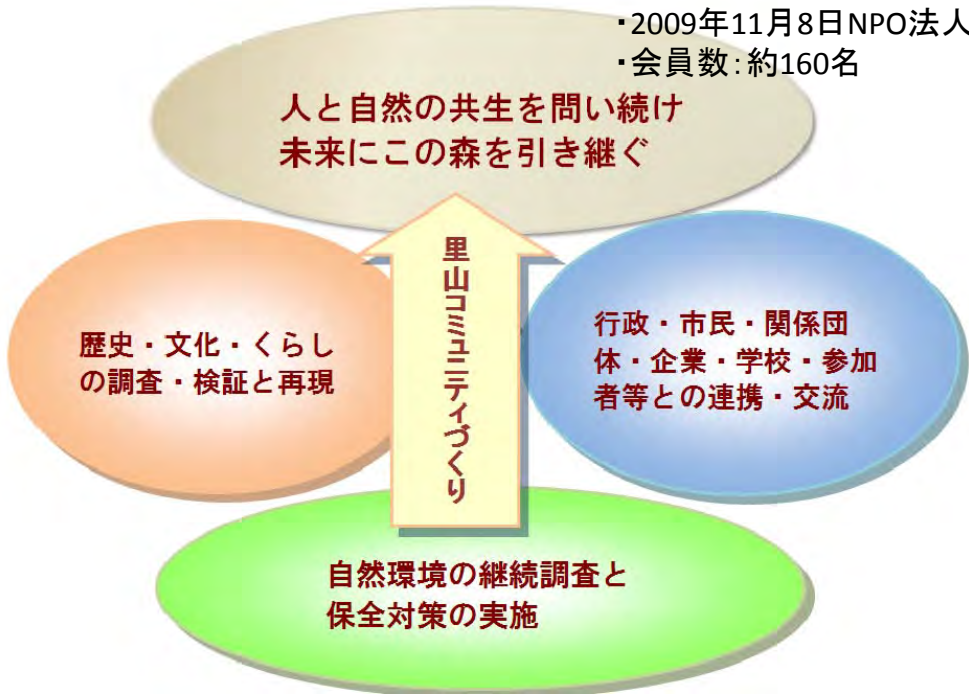 ・2009年11月8日NPO法人
・会員数：約160名
人と自然の共生を問い続け
未来にこの森を引き継ぐ
里山コミュニティづくり
歴史・文化・くらし
の調査・検証と再現
行政・市民・関係団
体・企業・学校・参加
者等との連携・交流
自然環境の継続調査と
保全対策の実施